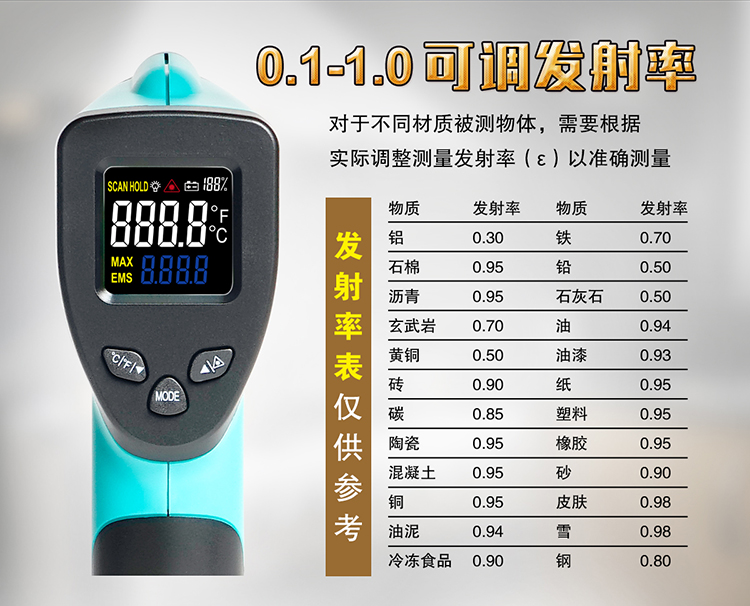 0.1-1.0可调发射率
对于不同材质被测物体，需要根据
实际调整测量发射率（ε）以准确测量
SCAN HOLD 188%
888.8 °F °C
MAX
EMS 8.8.8.8
°C/°F/▼
▲/
MODE
发射率表仅供参考
物质 发射率 物质 发射率
铝 0.30 铁 0.70
石棉 0.95 铅 0.50
沥青 0.95 石灰石 0.50
玄武岩 0.70 油 0.94
黄铜 0.50 油漆 0.93
砖 0.90 纸 0.95
碳 0.85 塑料 0.95
陶瓷 0.95 橡胶 0.95
混凝土 0.95 砂 0.90
铜 0.95 皮肤 0.98
油泥 0.94 雪 0.98
冷冻食品 0.90 钢 0.80